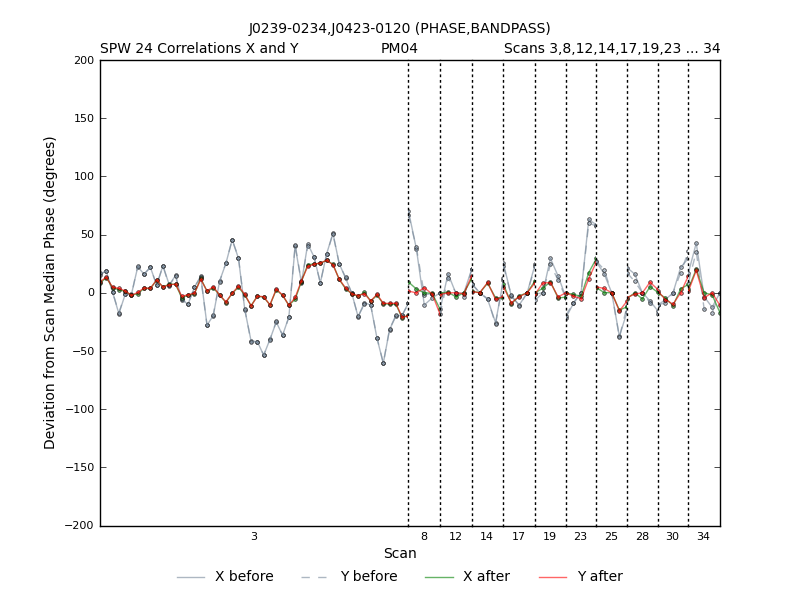 J0239-0234,J0423-0120 (PHASE,BANDPASS)
SPW 24 Correlations X and Y PM04 Scans 3,8,12,14,17,19,23 ... 34
200
150
100
50
0
−50
−100
−150
−200
Deviation from Scan Median Phase (degrees)
3 8 12 14 17 19 23 25 28 30 34
Scan
X before Y before X after Y after